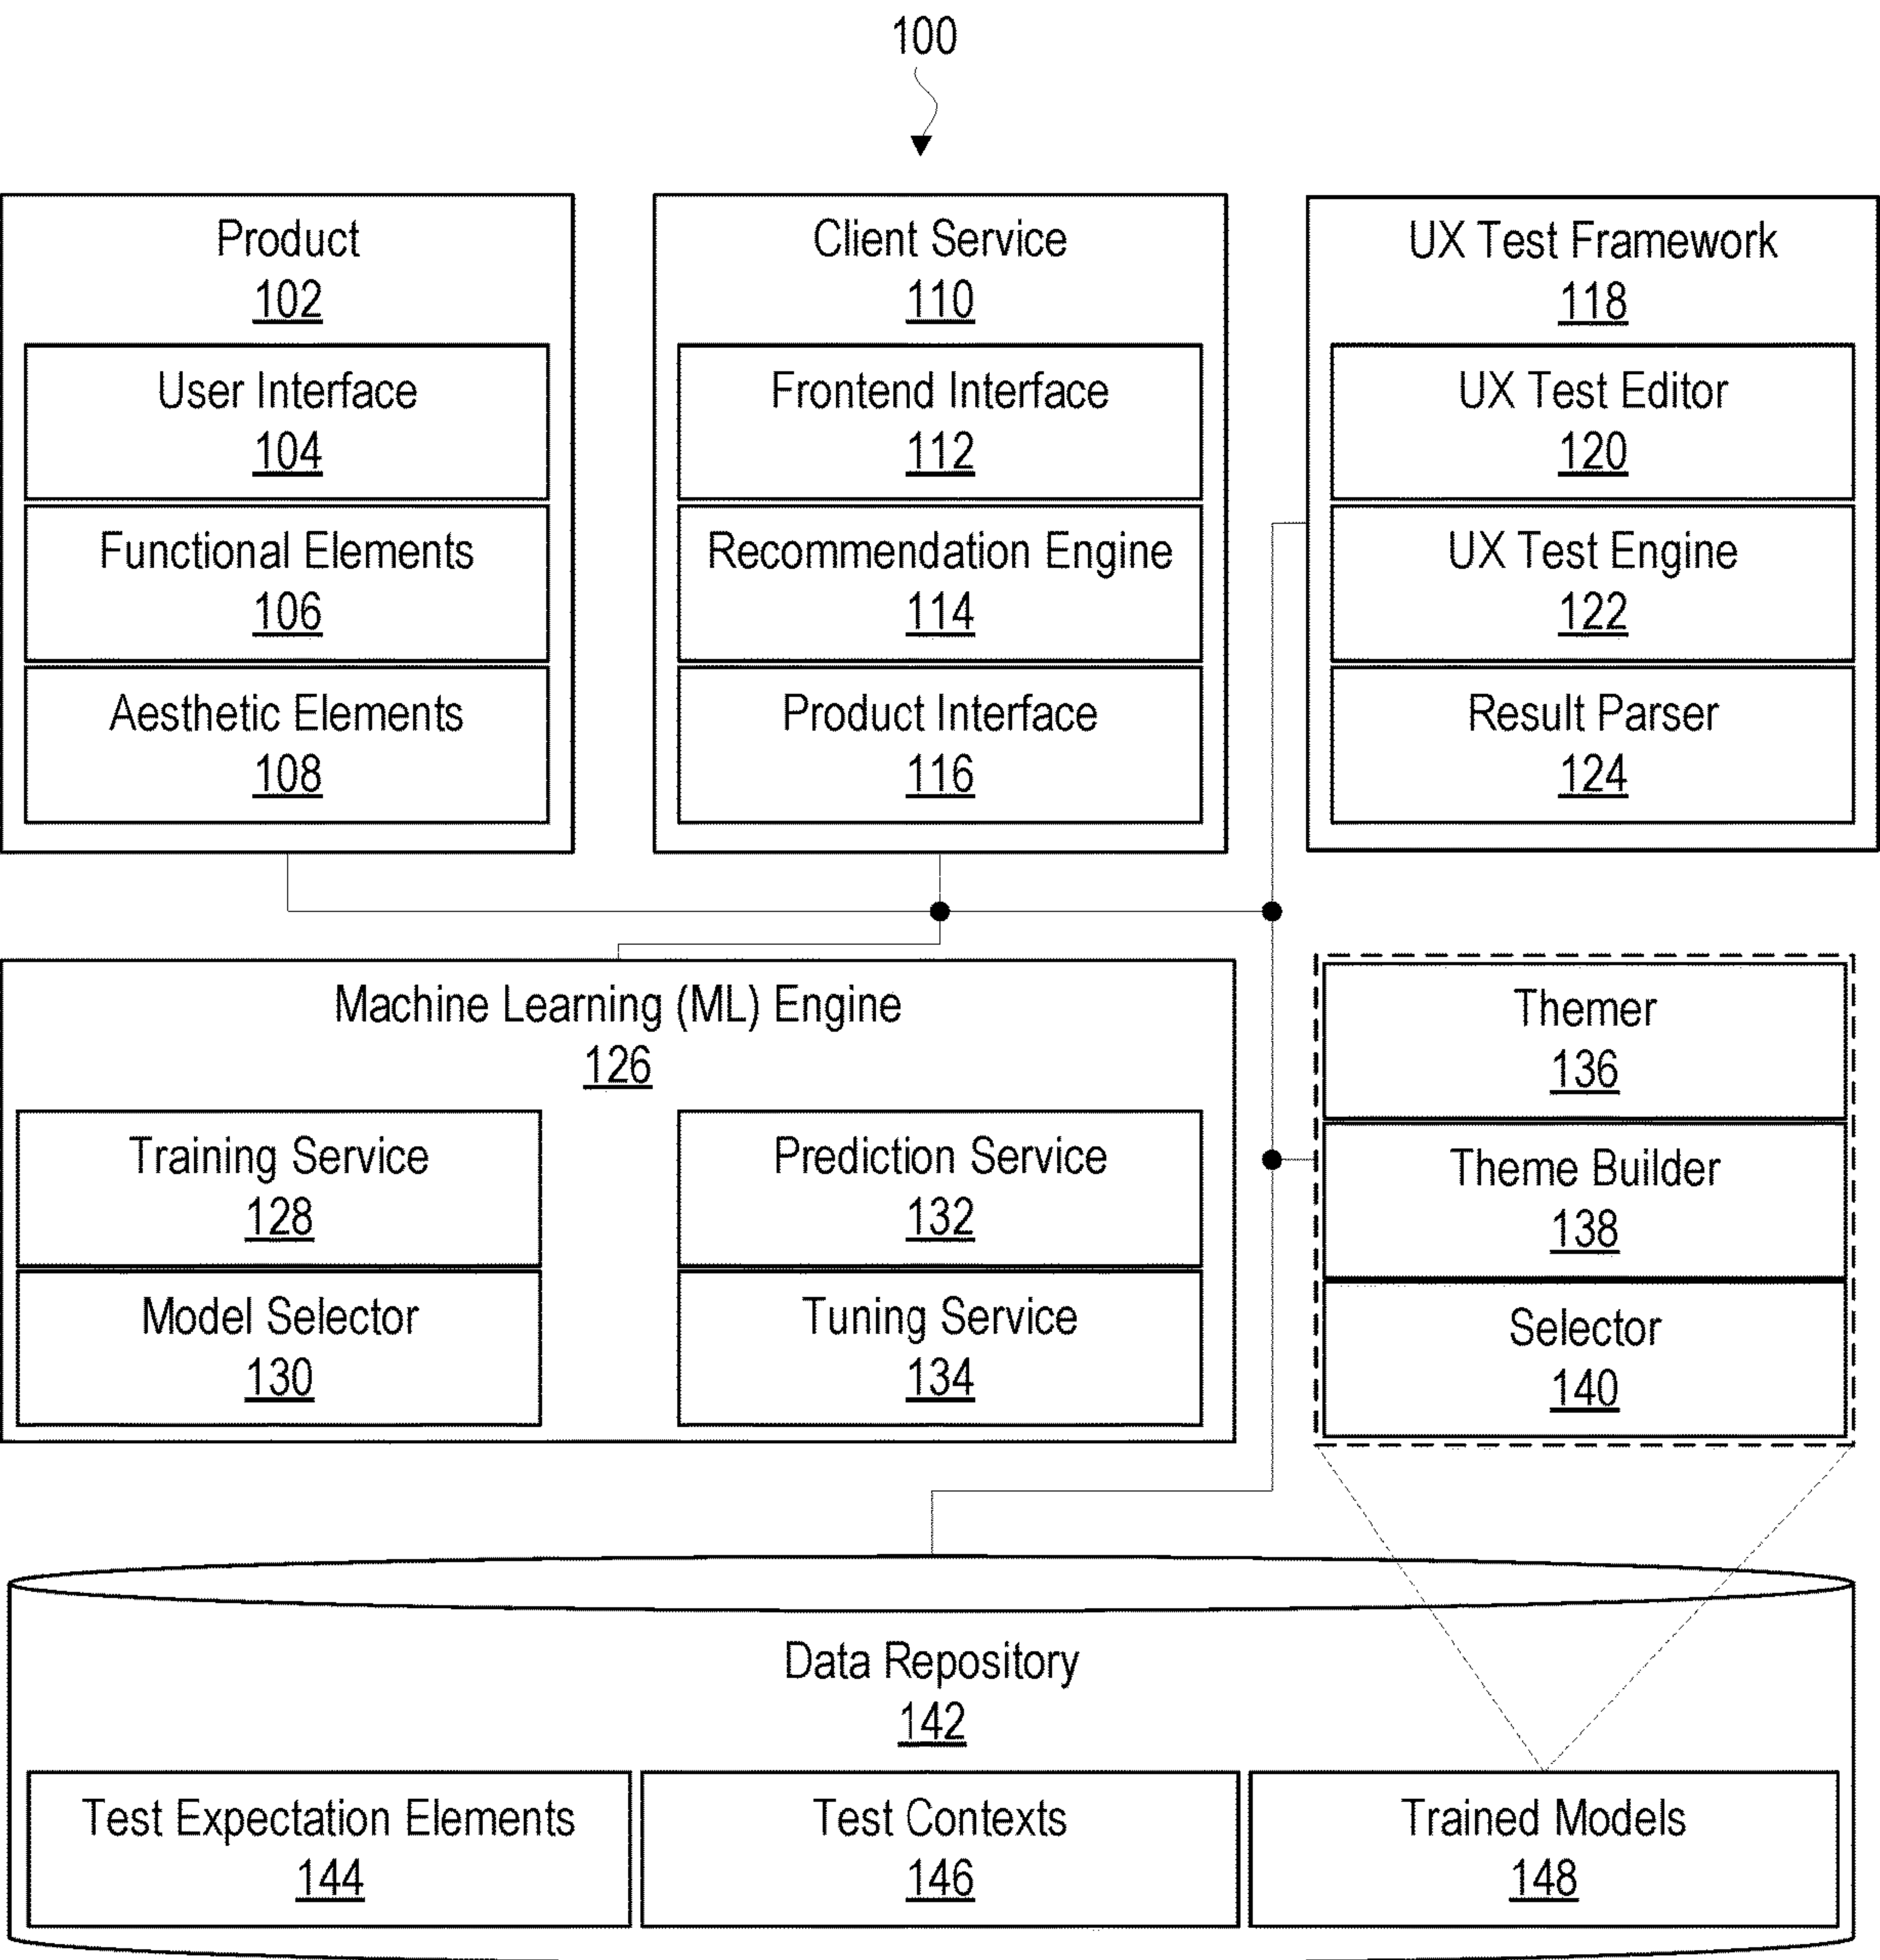 100
Product
102
User Interface
104
Functional Elements
106
Aesthetic Elements
108
Client Service
110
Frontend Interface
112
Recommendation Engine
114
Product Interface
116
UX Test Framework
118
UX Test Editor
120
UX Test Engine
122
Result Parser
124
Machine Learning (ML) Engine
126
Training Service
128
Model Selector
130
Prediction Service
132
Tuning Service
134
Themer
136
Theme Builder
138
Selector
140
Data Repository
142
Test Expectation Elements
144
Test Contexts
146
Trained Models
148